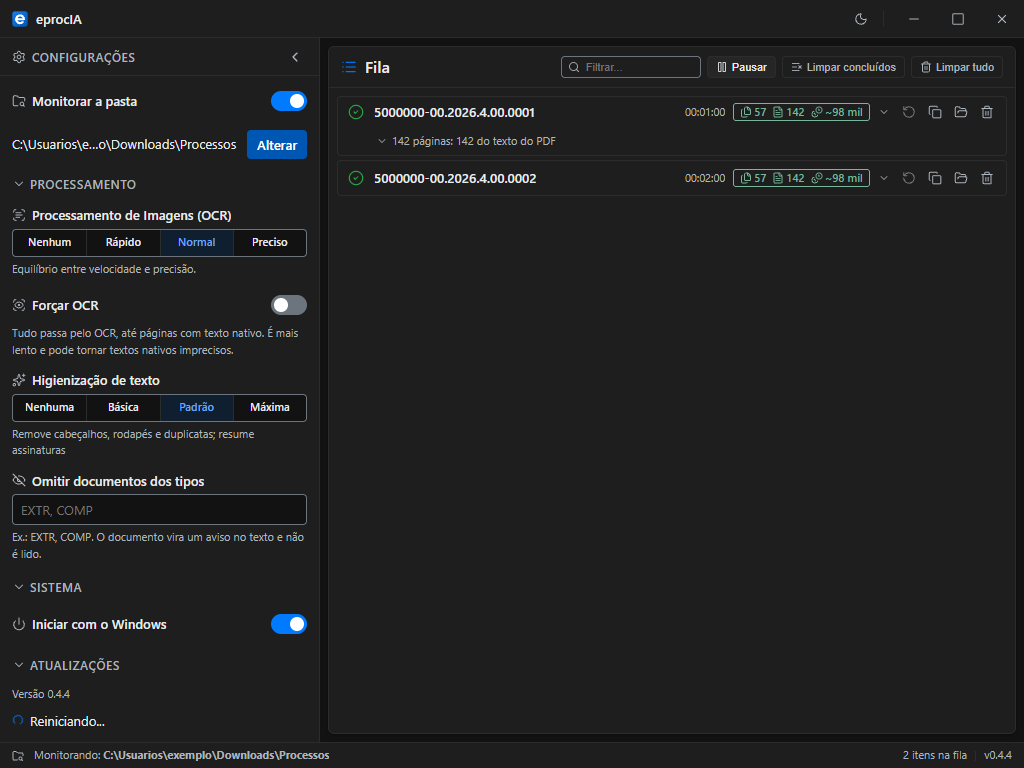 eprocIA
CONFIGURAÇÕES
Monitorar a pasta
C:\Usuarios\e...o\Downloads\Processos
Alterar
PROCESSAMENTO
Processamento de Imagens (OCR)
Nenhum Rápido Normal Preciso
Equilíbrio entre velocidade e precisão.
Forçar OCR
Tudo passa pelo OCR, até páginas com texto nativo. É mais
lento e pode tornar textos nativos imprecisos.
Higienização de texto
Nenhuma Básica Padrão Máxima
Remove cabeçalhos, rodapés e duplicatas; resume
assinaturas
Omitir documentos dos tipos
EXTR, COMP
Ex.: EXTR, COMP. O documento vira um aviso no texto e não
é lido.
SISTEMA
Iniciar com o Windows
ATUALIZAÇÕES
Versão 0.4.4
Reiniciando...
Fila
Filtrar...
Pausar
Limpar concluídos
Limpar tudo
5000000-00.2026.4.00.0001 00:01:00 57 142 ~98 mil
142 páginas: 142 do texto do PDF
5000000-00.2026.4.00.0002 00:02:00 57 142 ~98 mil
Monitorando: C:\Usuarios\exemplo\Downloads\Processos
2 itens na fila v0.4.4